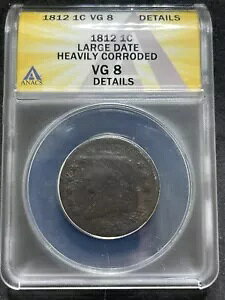 1812 1C VG 8 DETAILS
ANACS
1812 1C
LARGE DATE
HEAVILY CORRODED
VG 8
DETAILS